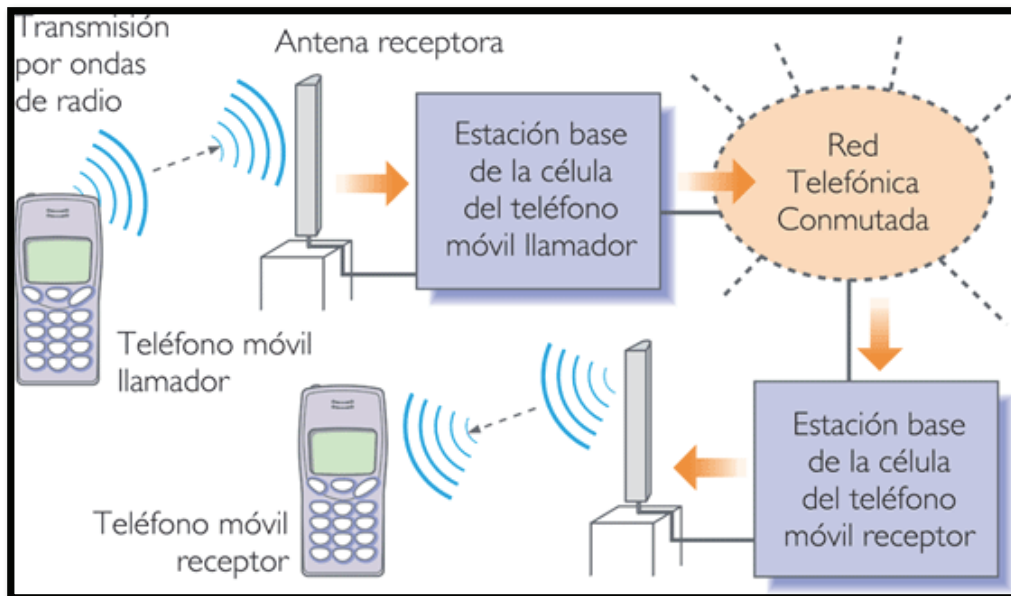 Transmisión
por ondas
de radio
Antena receptora
Estación base
de la célula
del teléfono
móvil llamador
Red
Telefónica
Conmutada
Teléfono móvil
llamador
Teléfono móvil
receptor
Estación base
de la célula
del teléfono
móvil receptor